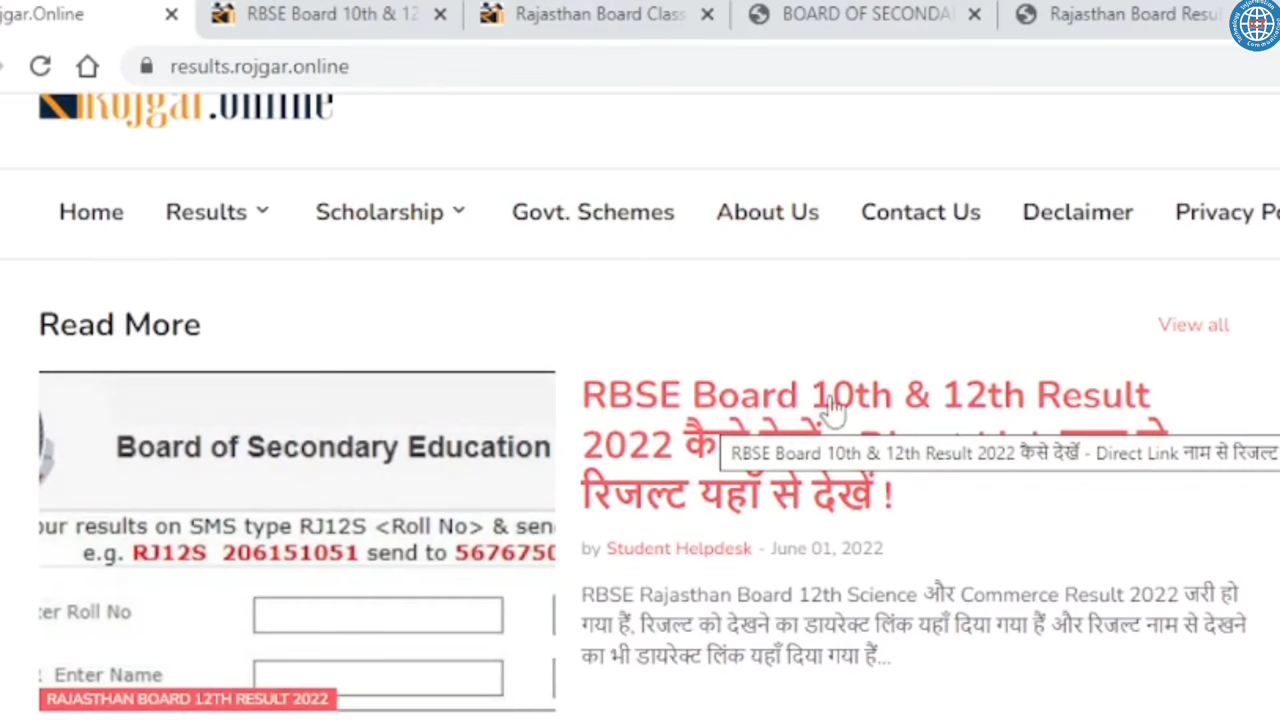 gar.Online RBSE Board 10th & 12 Rajasthan Board Class BOARD OF SECONDA Rajasthan Board Resu
results.rojgar.online
Rojgar.online
Home Results Scholarship Govt. Schemes About Us Contact Us Declaimer Privacy Po
Read More View all
RBSE Board 10th & 12th Result
2022
RBSE Board 10th & 12th Result 2022 कैसे देखें - Direct Link नाम से रिजल्ट
रिजल्ट यहाँ से देखें !
by Student Helpdesk - June 01, 2022
RBSE Rajasthan Board 12th Science और Commerce Result 2022 जरी हो
गया हैं, रिजल्ट को देखने का डायरेक्ट लिंक यहाँ दिया गया हैं और रिजल्ट नाम से देखने
का भी डायरेक्ट लिंक यहाँ दिया गया हैं...
Board of Secondary Education
our results on SMS type RJ12S <Roll No> & sen
e.g. RJ12S 206151051 send to 5676750
ter Roll No
Enter Name
RAJASTHAN BOARD 12TH RESULT 2022